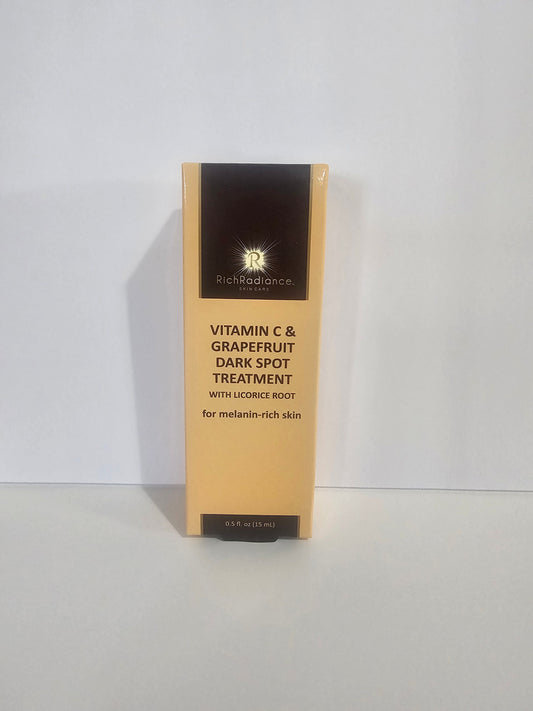 R
RichRadiance
SKIN CARE
VITAMIN C &
GRAPEFRUIT
DARK SPOT
TREATMENT
WITH LICORICE ROOT
for melanin-rich skin
0.5 fl. oz (15 mL)